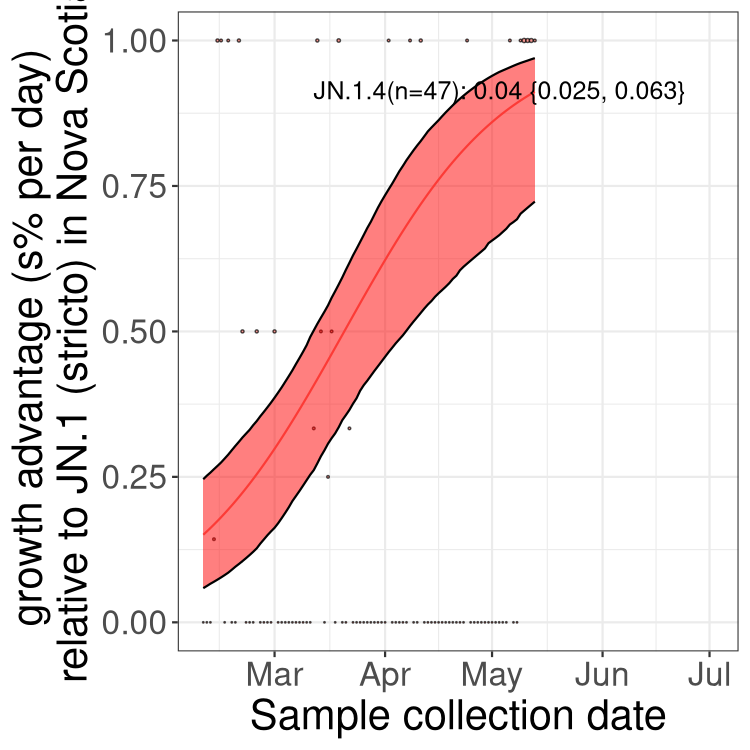 growth advantage (s% per day)
relative to JN.1 (stricto) in Nova Scotia
1.00
0.75
0.50
0.25
0.00
JN.1.4(n=47): 0.04 {0.025, 0.063}
Mar Apr May Jun Jul
Sample collection date